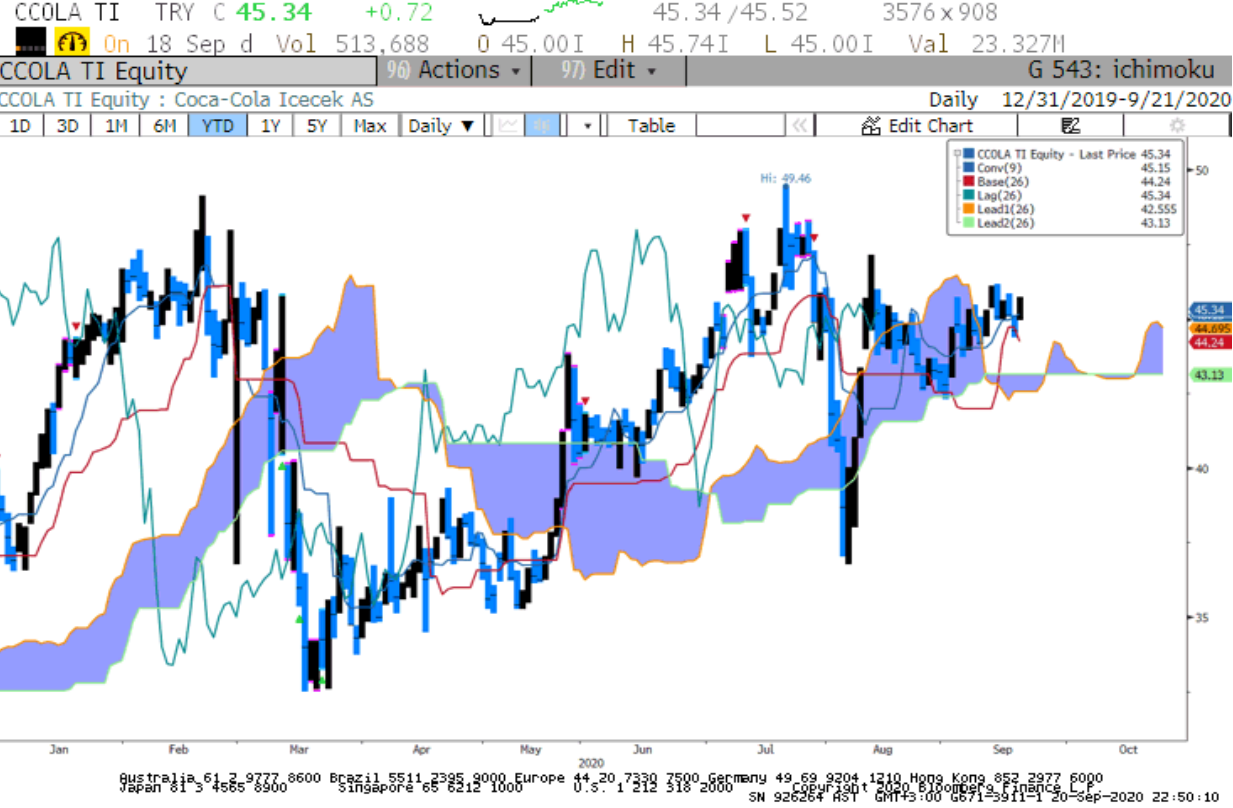 CCOLA TI TRY C 45.34 +0.72 45.34/45.52 3576x908
On 18 Sep d Vol 513,688 O 45.00I H 45.74I L 45.00I Val 23.327M
CCOLA TI Equity 96) Actions 97) Edit G 543: ichimoku
CCOLA TI Equity : Coca-Cola Icecek AS Daily 12/31/2019-9/21/2020
1D 3D 1M 6M YTD 1Y 5Y Max Daily ▼ Table « Edit Chart
CCOLA TI Equity - Last Price 45.34
Conv(9) 45.15
Base(26) 44.24
Lag(26) 45.34
Lead1(26) 42.555
Lead2(26) 43.13
50
Hi: 49.46
45.34
44.695
44.24
43.13
40
35
Jan Feb Mar Apr May Jun Jul Aug Sep Oct
2020
Australia 61 2 9777 8600 Brazil 5511 2395 9000 Europe 44 20 7330 7500 Germany 49 69 9204 1210 Hong Kong 852 2977 6000
Japan 81 3 4565 8900 Singapore 65 6212 1000 U.S. 1 212 318 2000 Copyright 2020 Bloomberg Finance L.P.
SN 926264 AST GMT+3:00 G671-3911-1 20-Sep-2020 22:50:10